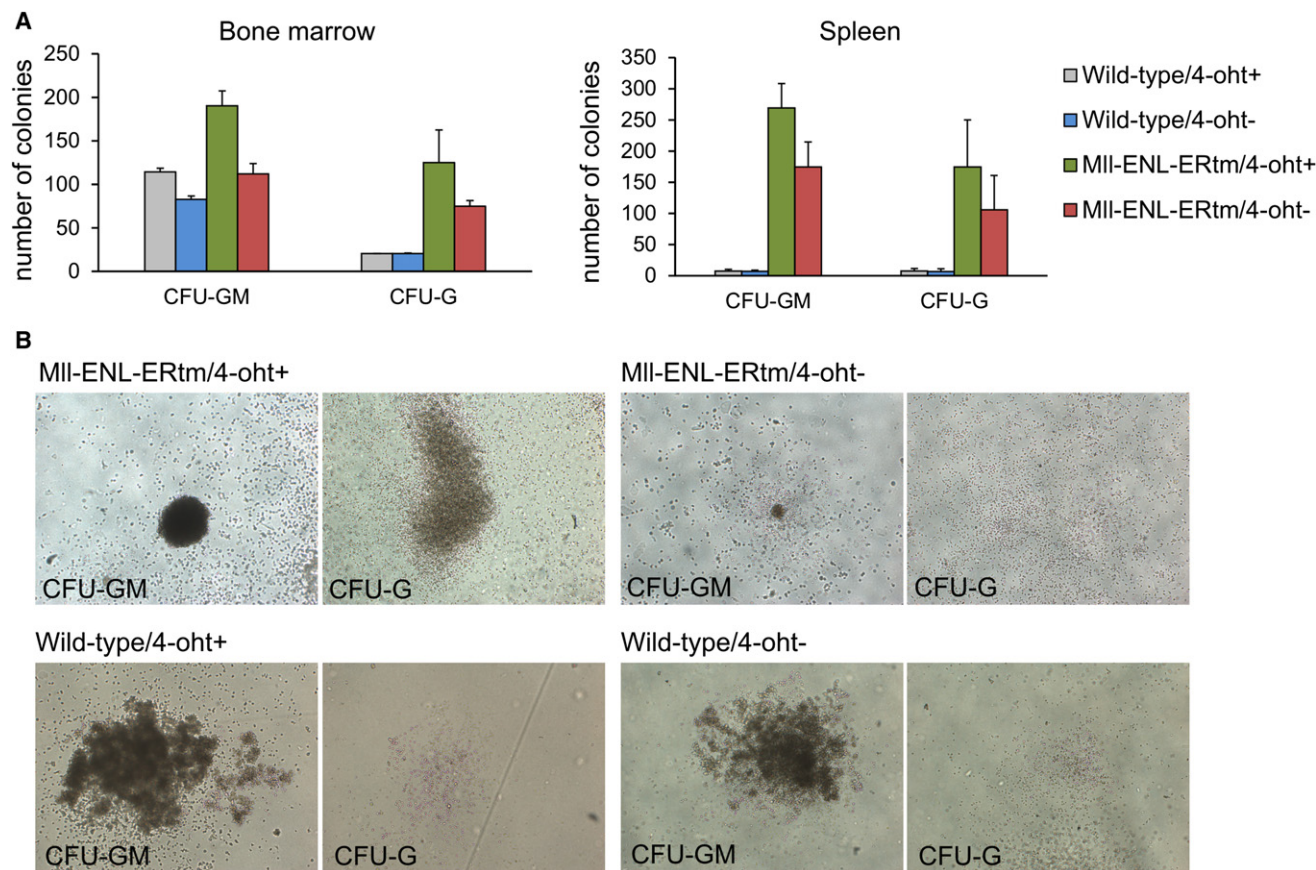 A
Bone marrow
number of colonies
250
200
150
100
50
0
CFU-GM
CFU-G
Spleen
number of colonies
350
300
250
200
150
100
50
0
CFU-GM
CFU-G
Wild-type/4-oht+
Wild-type/4-oht-
Mll-ENL-ERtm/4-oht+
Mll-ENL-ERtm/4-oht-
B
Mll-ENL-ERtm/4-oht+
CFU-GM
CFU-G
Mll-ENL-ERtm/4-oht-
CFU-GM
CFU-G
Wild-type/4-oht+
CFU-GM
CFU-G
Wild-type/4-oht-
CFU-GM
CFU-G